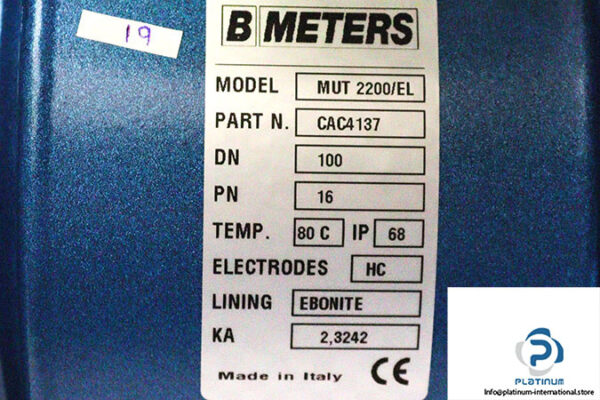 19
B METERS
MODEL MUT 2200/EL
PART N. CAC4137
DN 100
PN 16
TEMP. 80 C IP 68
ELECTRODES HC
LINING EBONITE
KA 2,3242
Made in Italy CE
PLATINUM
Info@platinum-international.store